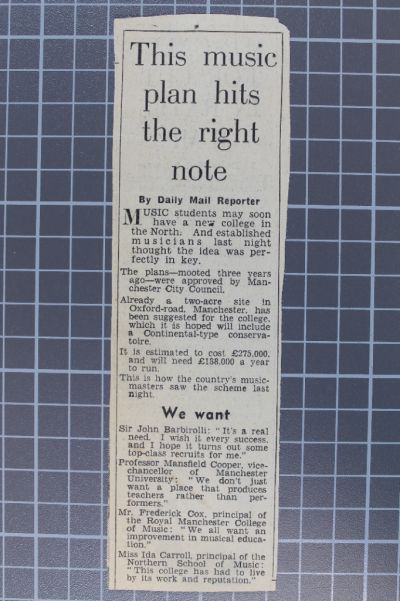 This music
plan hits
the right
note
By Daily Mail Reporter
MUSIC students may soon
have a new college in
the North. And established
musicians last night
thought the idea was per-
fectly in key.
The plans—mooted three years
ago—were approved by Man-
chester City Council.
Already a two-acre site in
Oxford-road, Manchester, has
been suggested for the college,
which it is hoped will include
a Continental-type conserva-
toire.
It is estimated to cost £275,000,
and will need £158,000 a year
to run.
This is how the country's music-
masters saw the scheme last
night.
We want
Sir John Barbirolli: "It's a real
need. I wish it every success,
and I hope it turns out some
top-class recruits for me."
Professor Mansfield Cooper, vice-
chancellor of Manchester
University: "We don't just
want a place that produces
teachers rather than per-
formers."
Mr. Frederick Cox, principal of
the Royal Manchester College
of Music: "We all want an
improvement in musical educa-
tion."
Miss Ida Carroll, principal of the
Northern School of Music:
"This college has had to live
by its work and reputation."